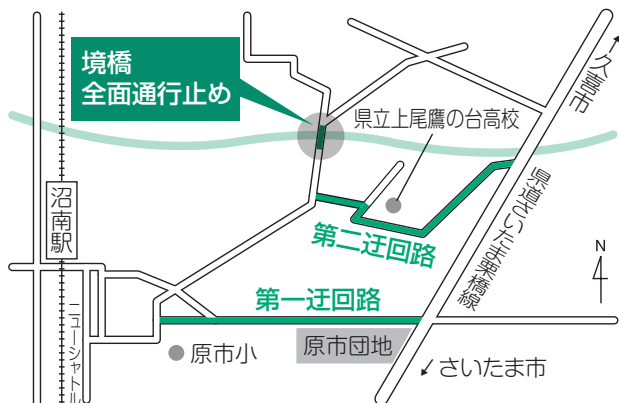 境橋
全面通行止め
県立上尾鷹の台高校
↑久喜市
県道さいたま栗橋線
沼南駅
第二迂回路
N
第一迂回路
ニューシャトル
原市小
原市団地
↙さいたま市